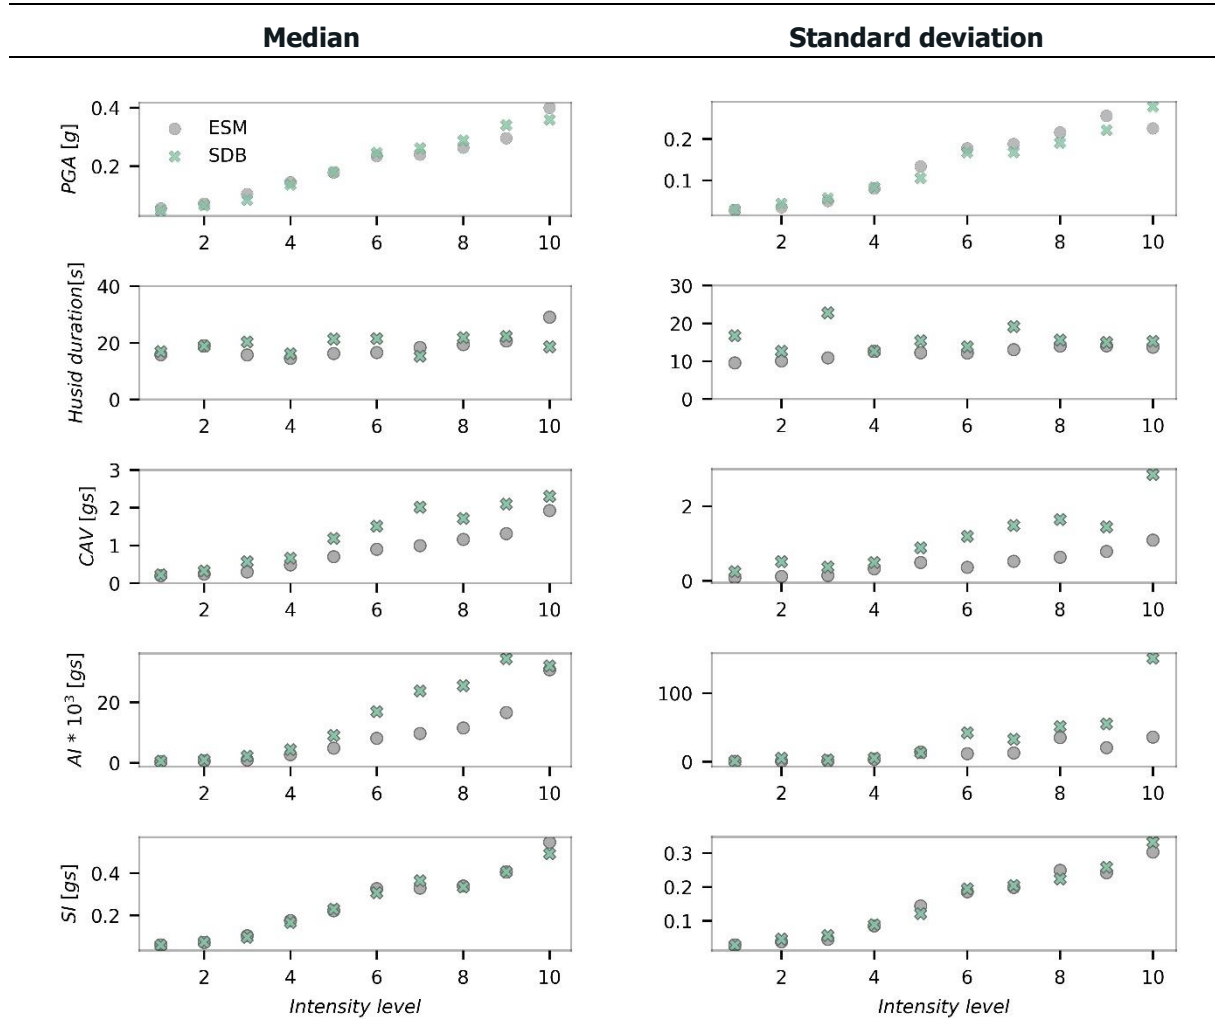 Median Standard deviation
PGA [g]
0.4
0.2
ESM
SDB
2 4 6 8 10
0.2
0.1
2 4 6 8 10
Husid duration[s]
40
20
0
2 4 6 8 10
30
20
10
0
2 4 6 8 10
CAV [gs]
3
2
1
0
2 4 6 8 10
2
0
2 4 6 8 10
AI * 10³ [gs]
20
0
2 4 6 8 10
100
0
2 4 6 8 10
SI [gs]
0.4
0.2
2 4 6 8 10
Intensity level
0.3
0.2
0.1
2 4 6 8 10
Intensity level